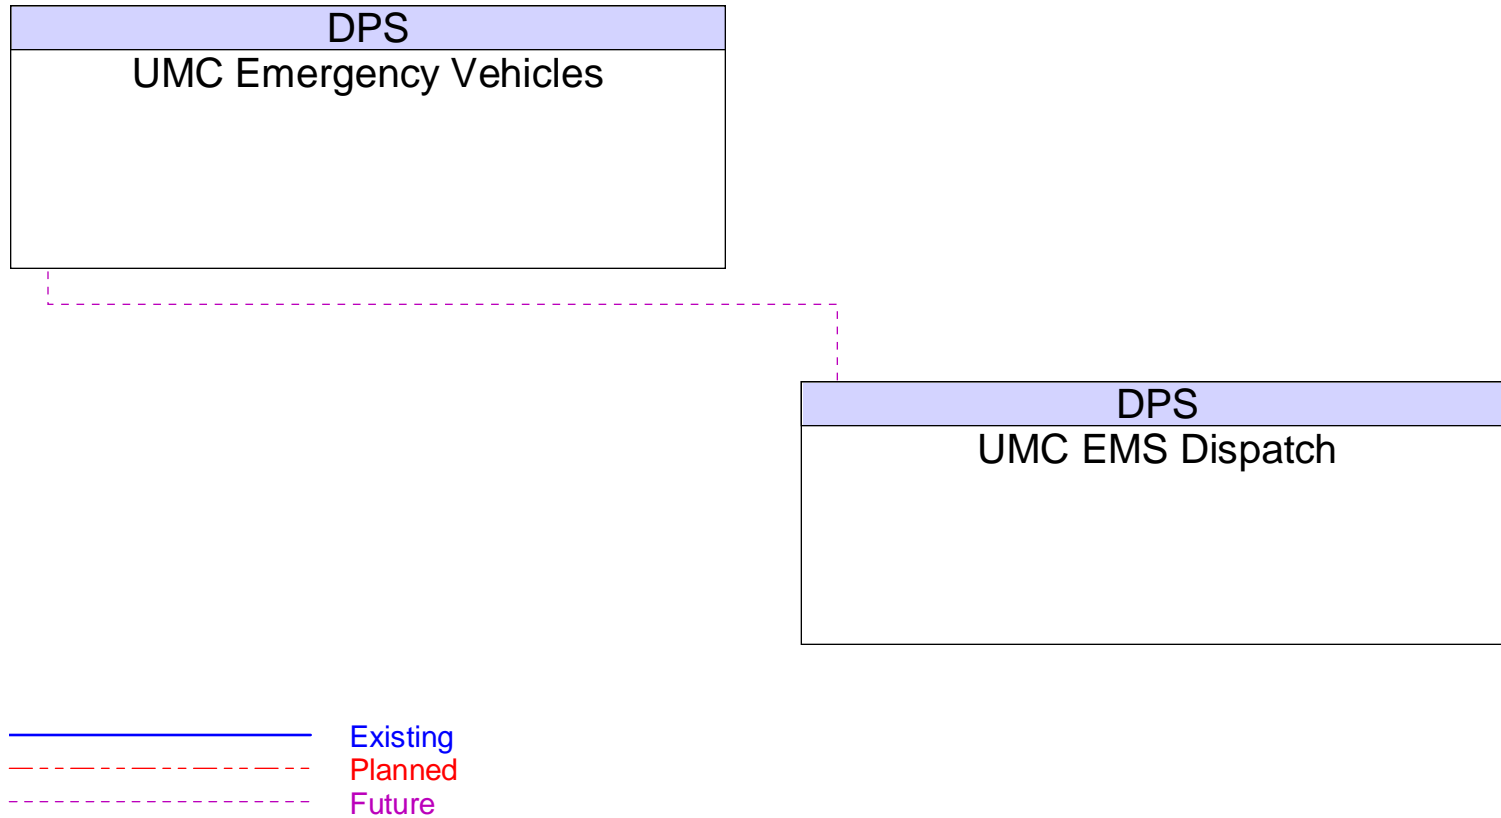 DPS
UMC Emergency Vehicles
DPS
UMC EMS Dispatch
Existing
Planned
Future